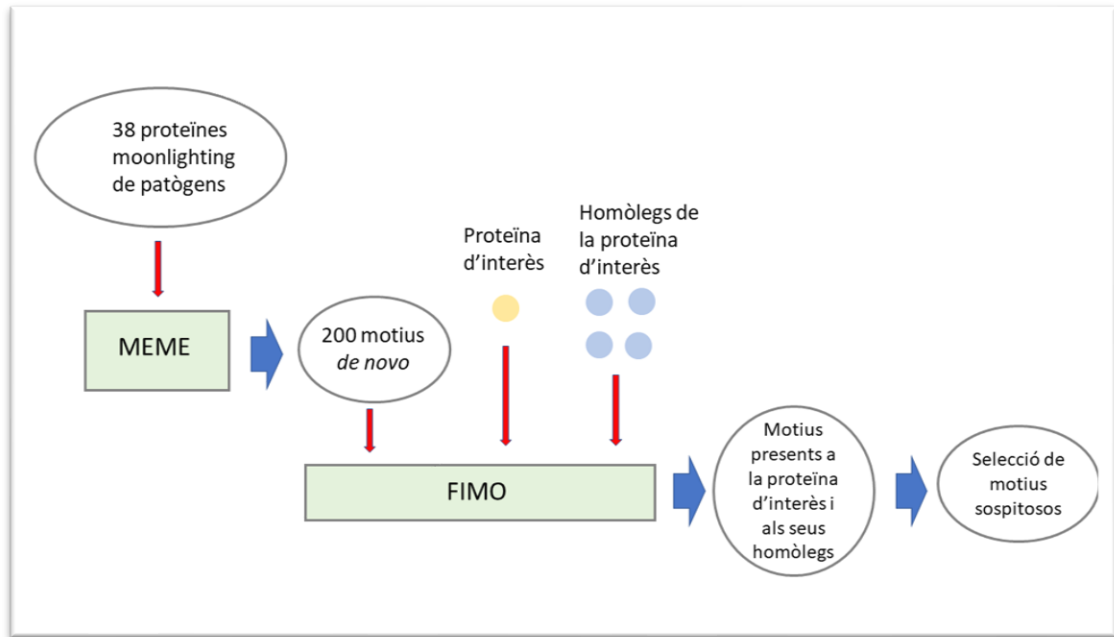 38 proteïnes
moonlighting
de patògens
MEME
200 motius
de novo
Proteïna
d'interès
Homòlegs de
la proteïna
d'interès
FIMO
Motius
presents a
la proteïna
d'interès i
als seus
homòlegs
Selecció de
motius
sospitosos